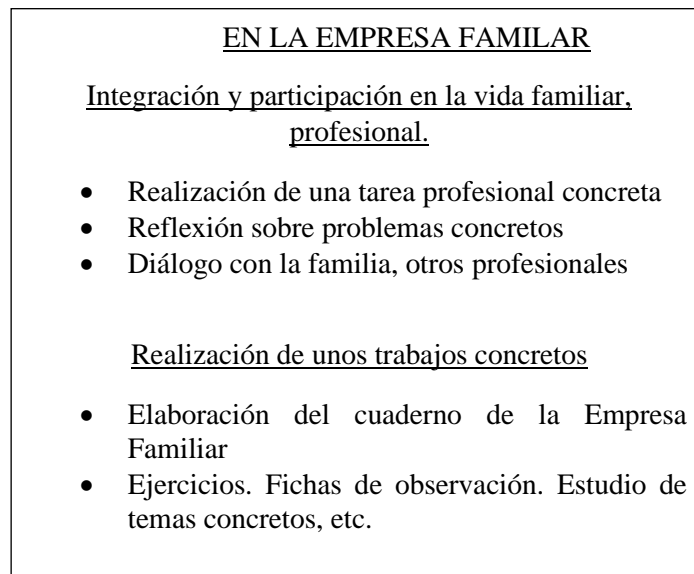 EN LA EMPRESA FAMILAR
Integración y participación en la vida familiar,
profesional.
• Realización de una tarea profesional concreta
• Reflexión sobre problemas concretos
• Diálogo con la familia, otros profesionales
Realización de unos trabajos concretos
• Elaboración del cuaderno de la Empresa
Familiar
• Ejercicios. Fichas de observación. Estudio de
temas concretos, etc.